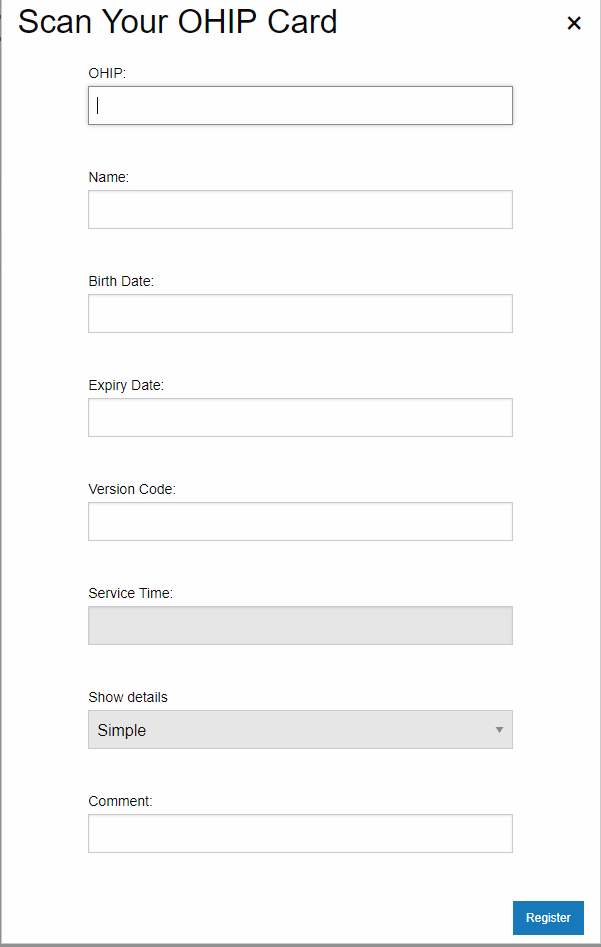 Scan Your OHIP Card
×
OHIP:
Name:
Birth Date:
Expiry Date:
Version Code:
Service Time:
Show details
Simple
Comment:
Register